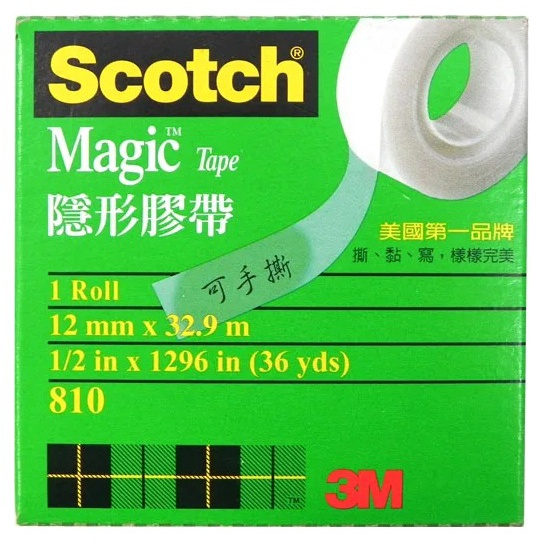 Scotch®
Magic™ Tape
隱形膠帶
美國第一品牌
撕、黏、寫，樣樣完美
可手撕
1 Roll
12 mm x 32.9 m
1/2 in x 1296 in (36 yds)
810
™
3M